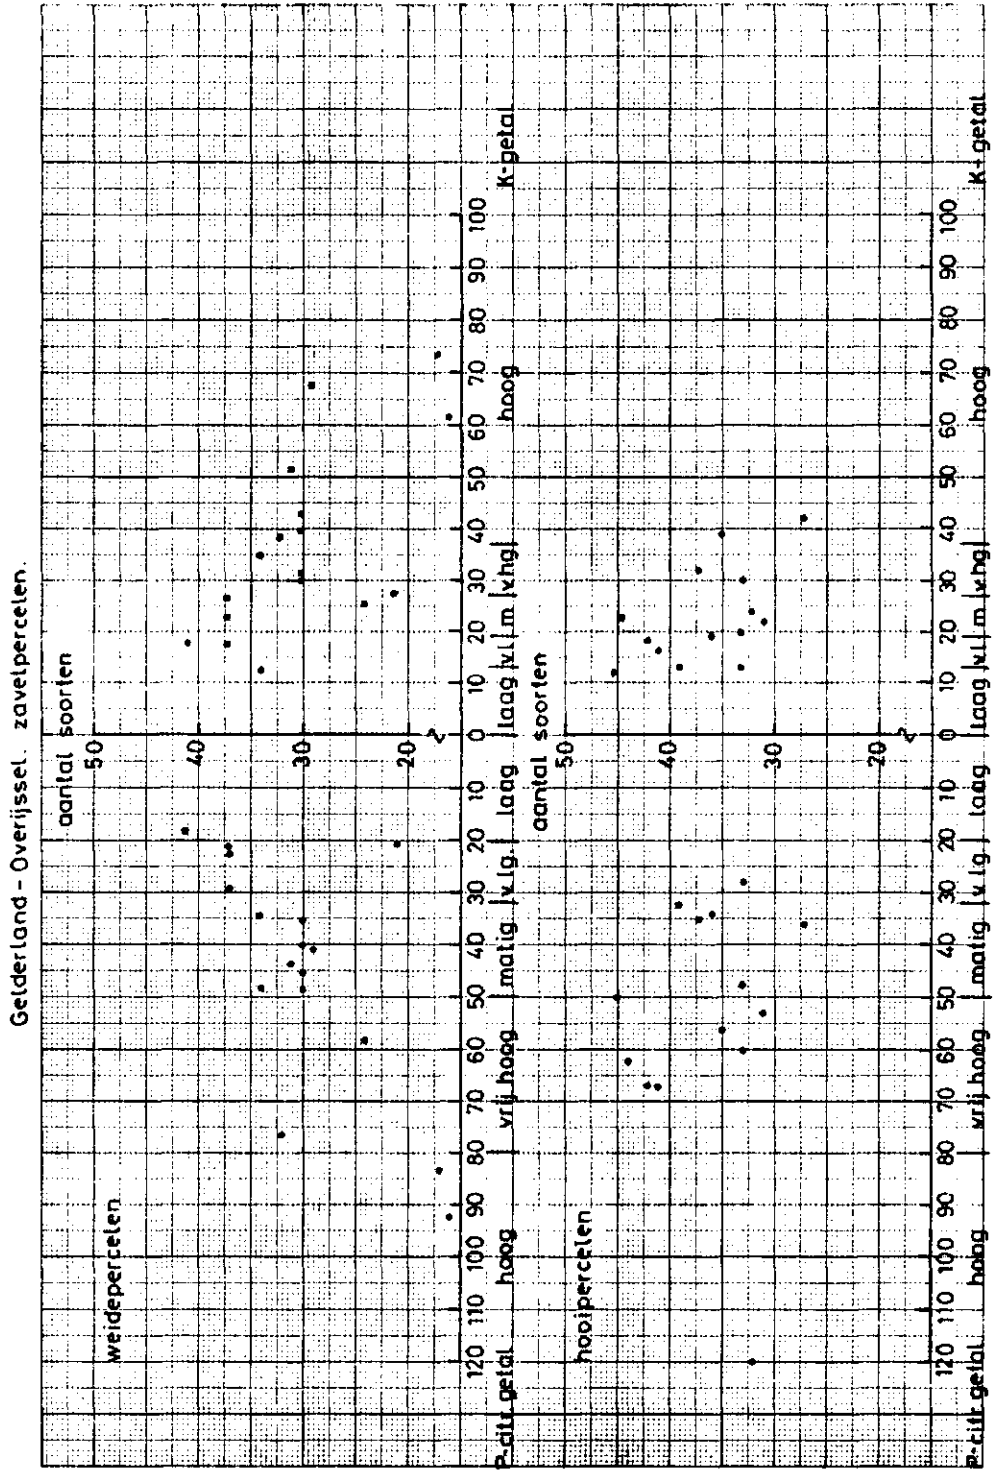 Gelderland - Overijssel. zavelpercelen.
weidepercelen
aantal soorten
50
40
30
20
120 110 100 90 80 70 60 50 40 30 20 10 0 10 20 30 40 50 60 70 80 90 100
P-citr.getal hoog | vrij hoog | matig | v.lg. | laag | laag | v.l. | m | v.hg | hoog K-getal
hooipercelen
aantal soorten
50
40
30
20
120 110 100 90 80 70 60 50 40 30 20 10 0 10 20 30 40 50 60 70 80 90 100
P-citr.getal hoog | vrij hoog | matig | v.lg. | laag | laag | v.l. | m | v.hg | hoog K-getal